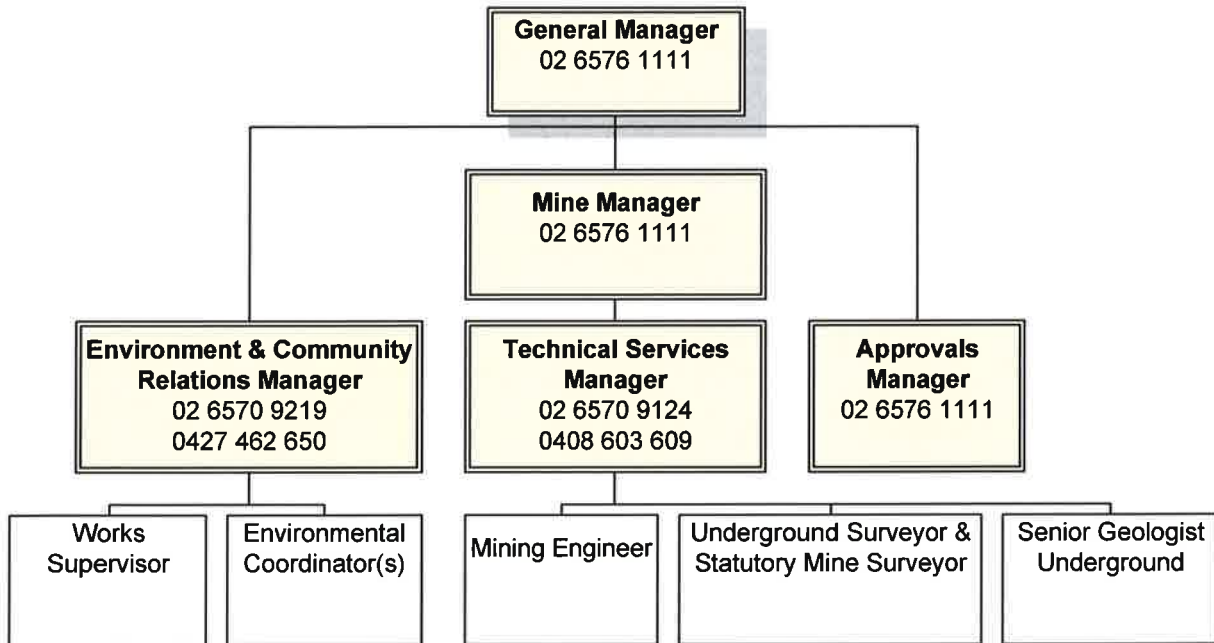 General Manager
02 6576 1111
Mine Manager
02 6576 1111
Environment & Community
Relations Manager
02 6570 9219
0427 462 650
Technical Services
Manager
02 6570 9124
0408 603 609
Approvals
Manager
02 6576 1111
Works
Supervisor
Environmental
Coordinator(s)
Mining Engineer
Underground Surveyor &
Statutory Mine Surveyor
Senior Geologist
Underground